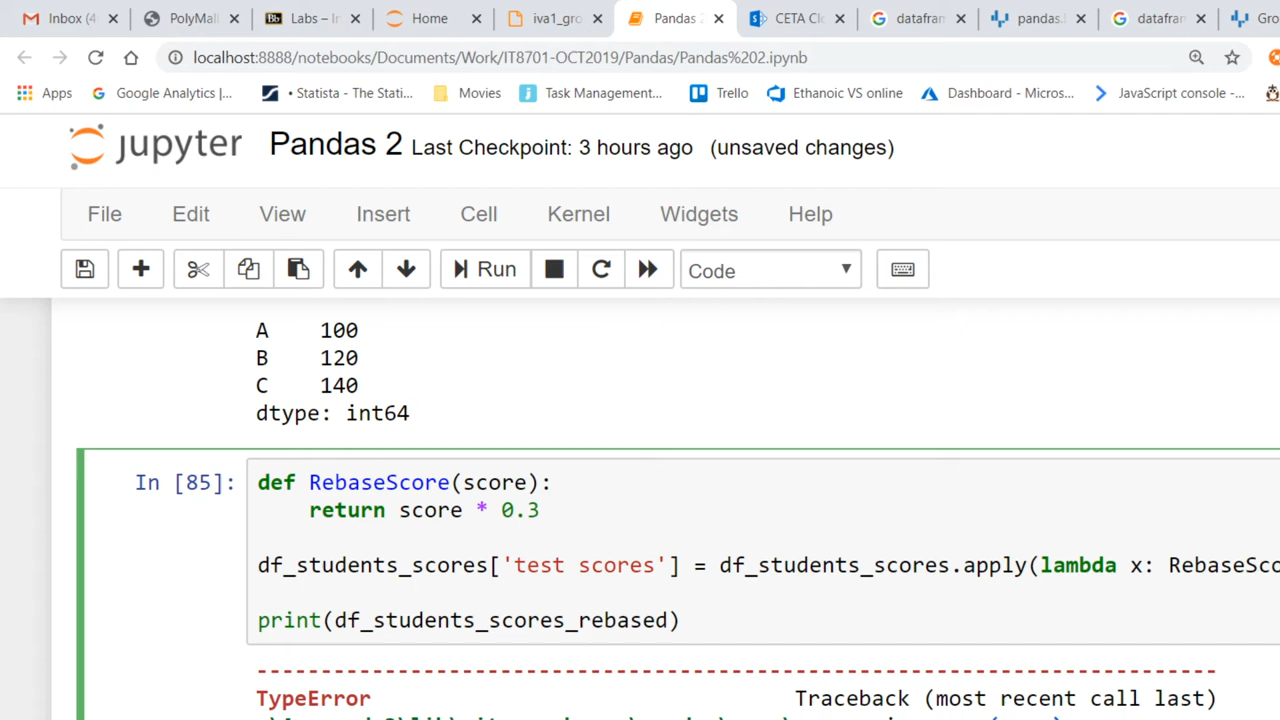 Inbox (4 PolyMall Labs – In Home iva1_gro Pandas 2 CETA Clo datafran pandas. datafran Gro
localhost:8888/notebooks/Documents/Work/IT8701-OCT2019/Pandas/Pandas%202.ipynb
Apps Google Analytics |... • Statista - The Stati... Movies Task Management... Trello Ethanoic VS online Dashboard - Micros... JavaScript console -...
jupyter Pandas 2 Last Checkpoint: 3 hours ago (unsaved changes)
File Edit View Insert Cell Kernel Widgets Help
Run Code
A 100
B 120
C 140
dtype: int64
In [85]: def RebaseScore(score):
return score * 0.3
df_students_scores['test scores'] = df_students_scores.apply(lambda x: RebaseSco
print(df_students_scores_rebased)
---------------------------------------------------------------------------
TypeError Traceback (most recent call last)